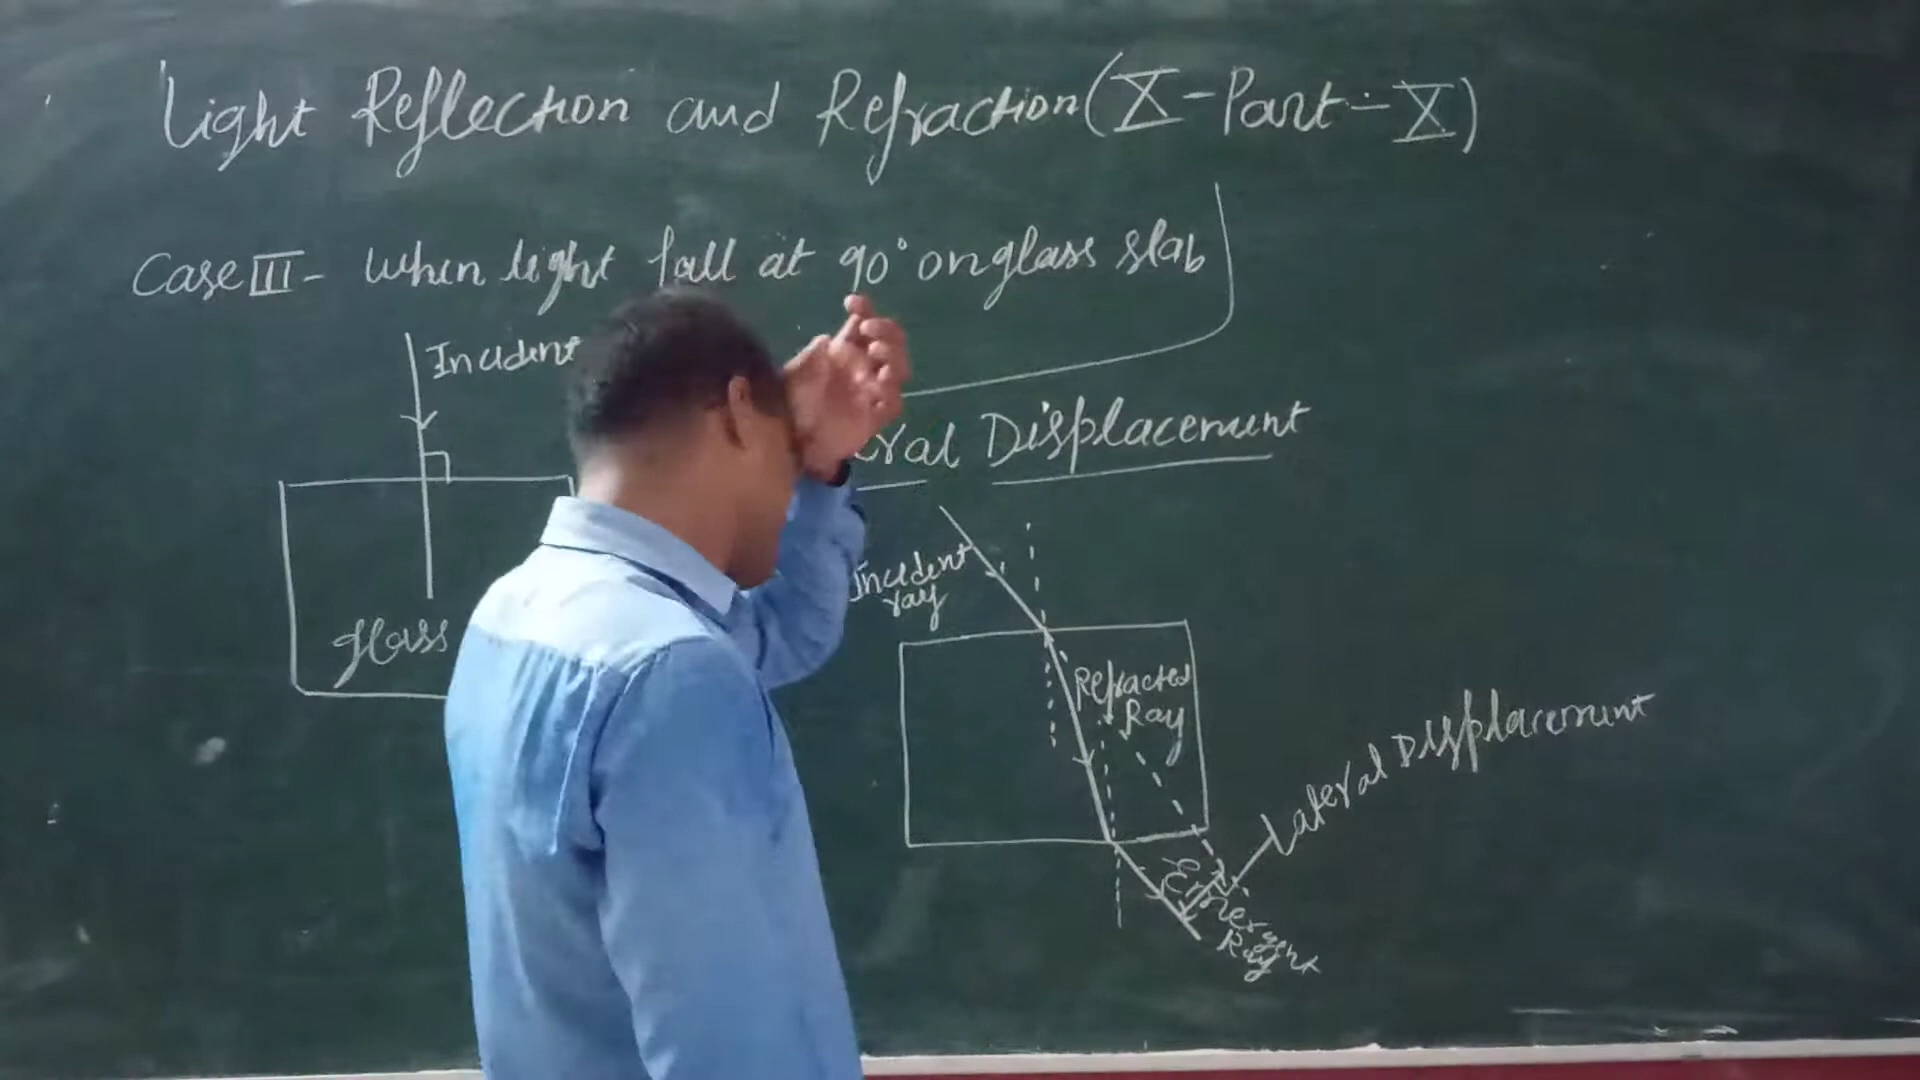 Light Reflection and Refraction (X-Part-X)
Case III - When light fall at 90° on glass slab
Incident
glass
Displacement
Incident
ray
Refracted
Ray
Lateral Displacement
Emergent
Ray